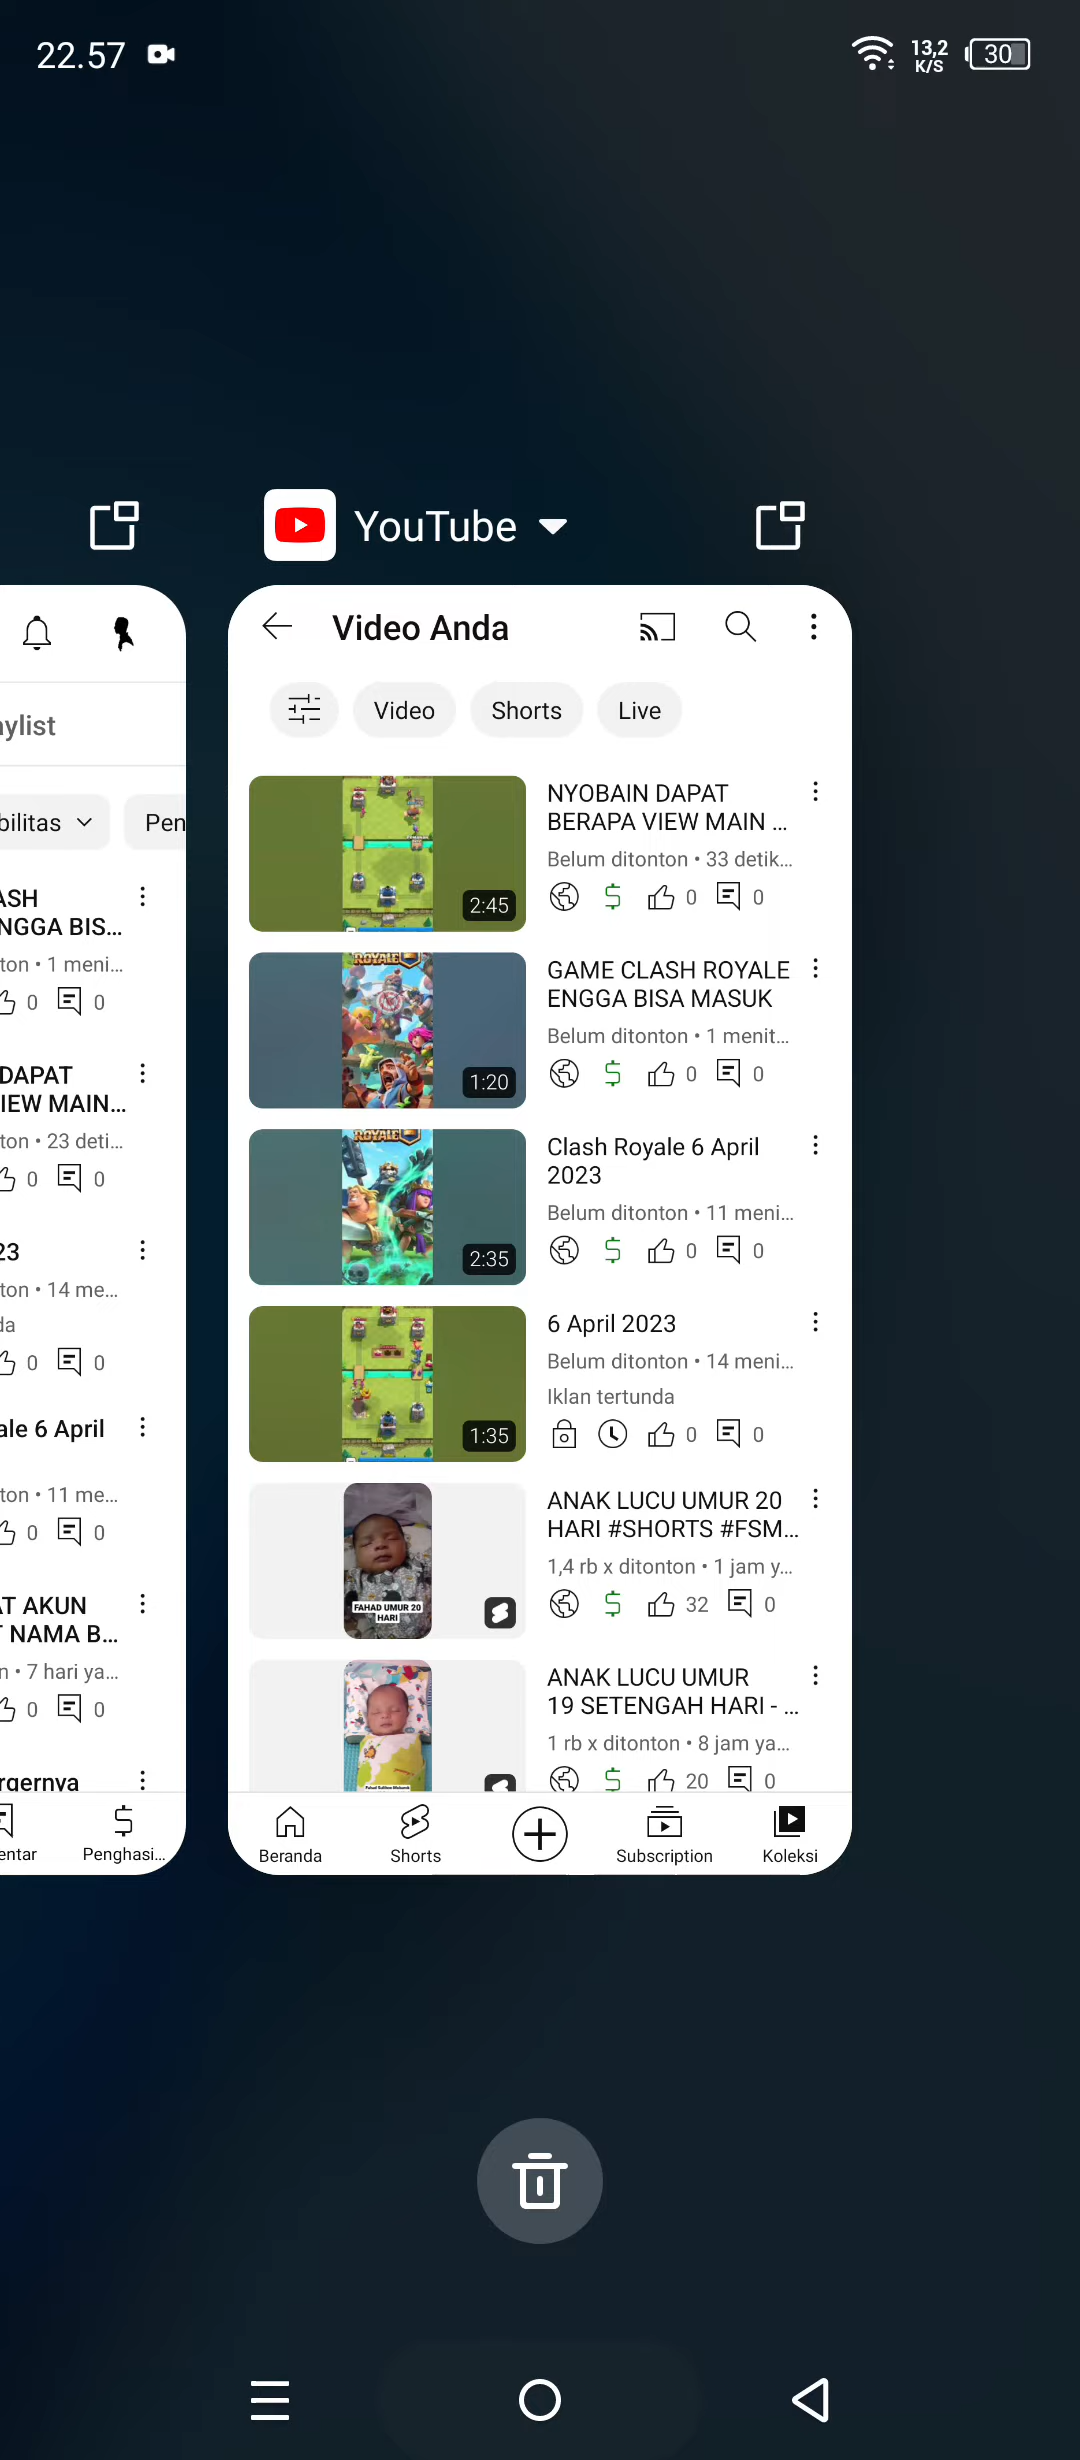 22.57
13,2
K/S
30
YouTube
ylist
bilitas
Pen
ASH
NGGA BIS...
ton • 1 meni...
0
0
DAPAT
IEW MAIN...
ton • 23 deti...
0
0
23
ton • 14 me...
da
0
0
ale 6 April
ton • 11 me...
0
0
AT AKUN
T NAMA B...
n • 7 hari ya...
0
0
rgernya
entar
Penghasi...
Video Anda
Video
Shorts
Live
2:45
NYOBAIN DAPAT
BERAPA VIEW MAIN ...
Belum ditonton • 33 detik...
0
0
ROYALE
1:20
GAME CLASH ROYALE
ENGGA BISA MASUK
Belum ditonton • 1 menit...
0
0
ROYALE
2:35
Clash Royale 6 April
2023
Belum ditonton • 11 meni...
0
0
1:35
6 April 2023
Belum ditonton • 14 meni...
Iklan tertunda
0
0
FAHAD UMUR 20
HARI
ANAK LUCU UMUR 20
HARI #SHORTS #FSM...
1,4 rb x ditonton • 1 jam y...
32
0
ANAK LUCU UMUR
19 SETENGAH HARI - ...
1 rb x ditonton • 8 jam ya...
20
0
Beranda
Shorts
Subscription
Koleksi